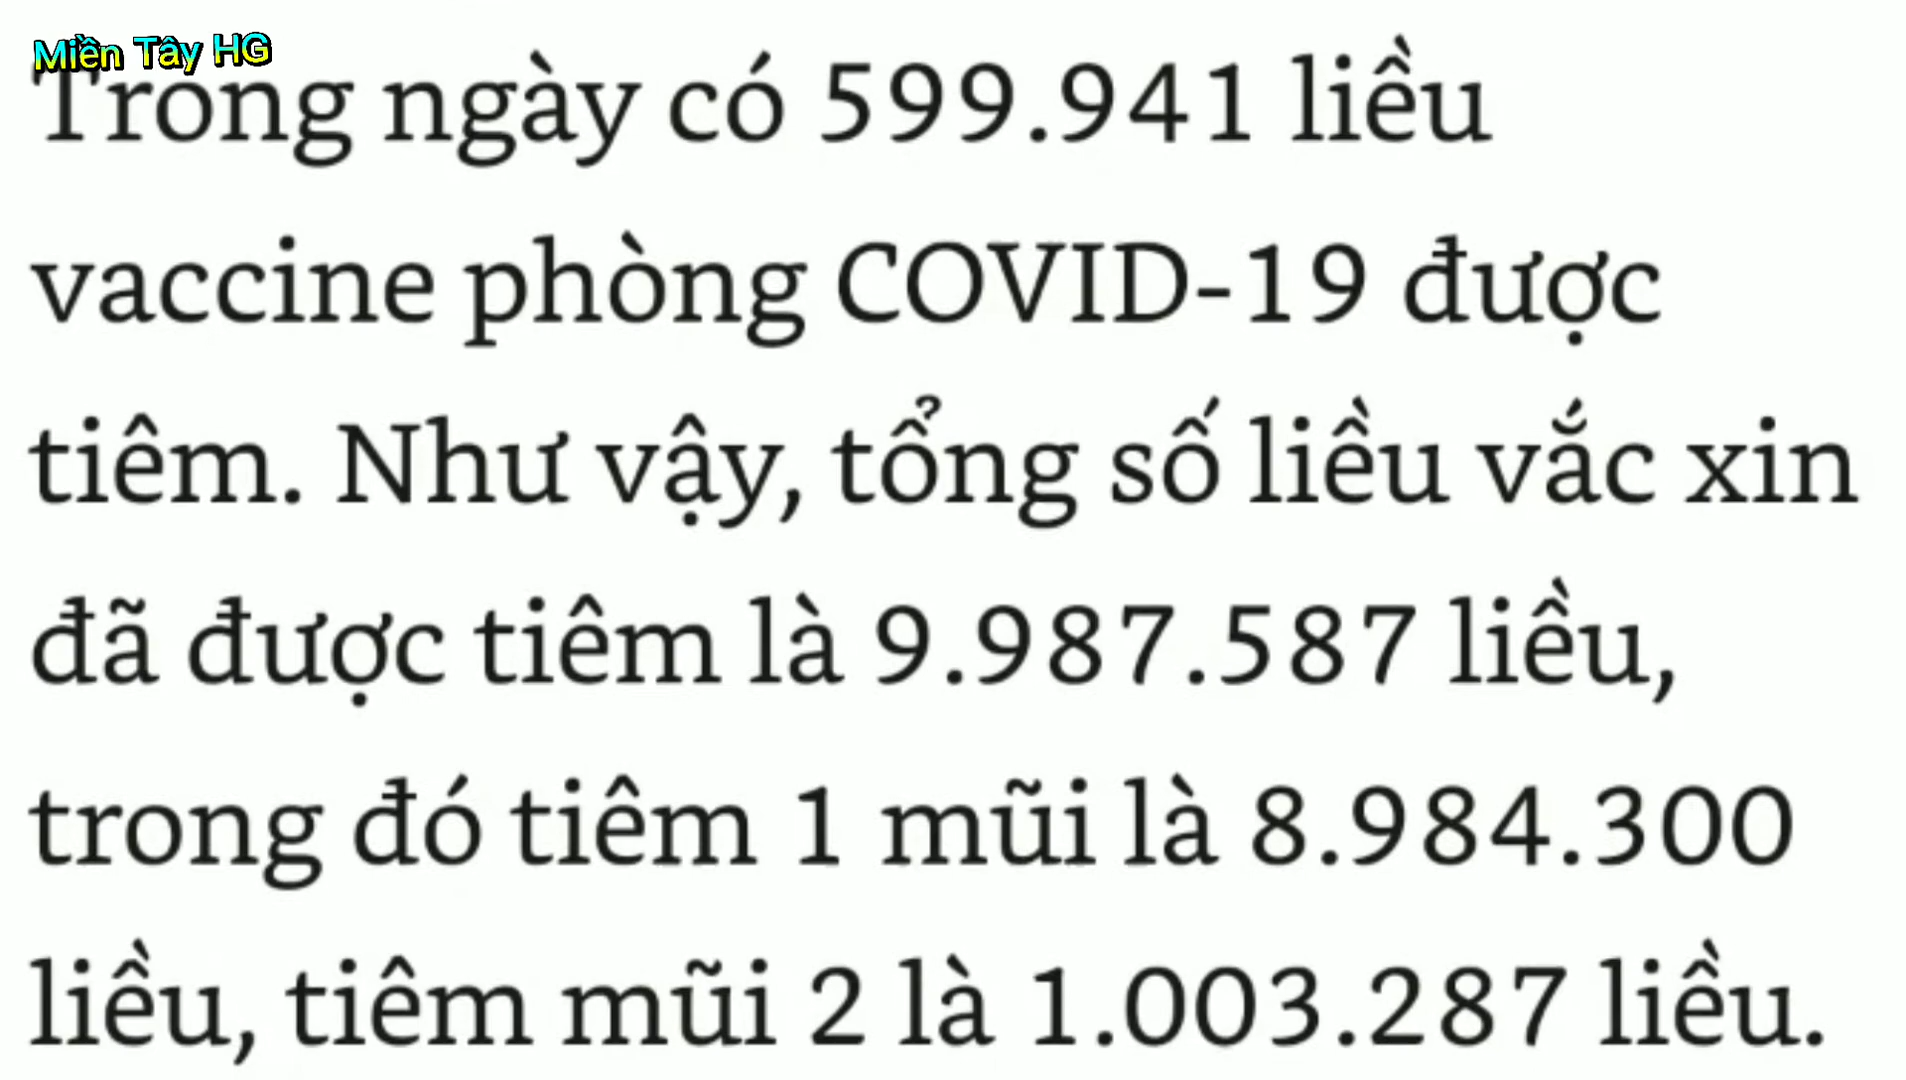 Miền Tây HG
Trong ngày có 599.941 liều
vaccine phòng COVID-19 được
tiêm. Như vậy, tổng số liều vắc xin
đã được tiêm là 9.987.587 liều,
trong đó tiêm 1 mũi là 8.984.300
liều, tiêm mũi 2 là 1.003.287 liều.